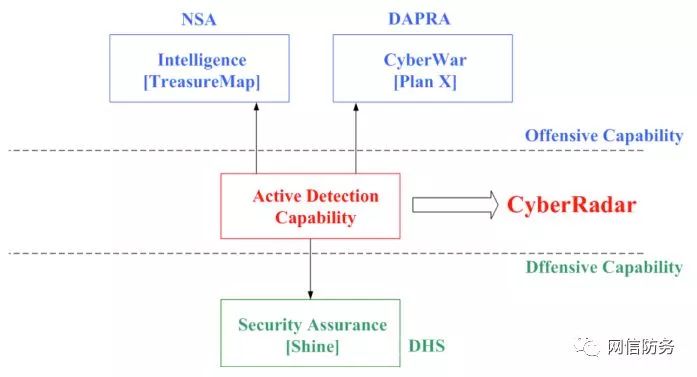 NSA
DAPRA
Intelligence
[TreasureMap]
CyberWar
[Plan X]
Offensive Capability
Active Detection
Capability
CyberRadar
Dffensive Capability
Security Assurance
[Shine]
DHS
网信防务